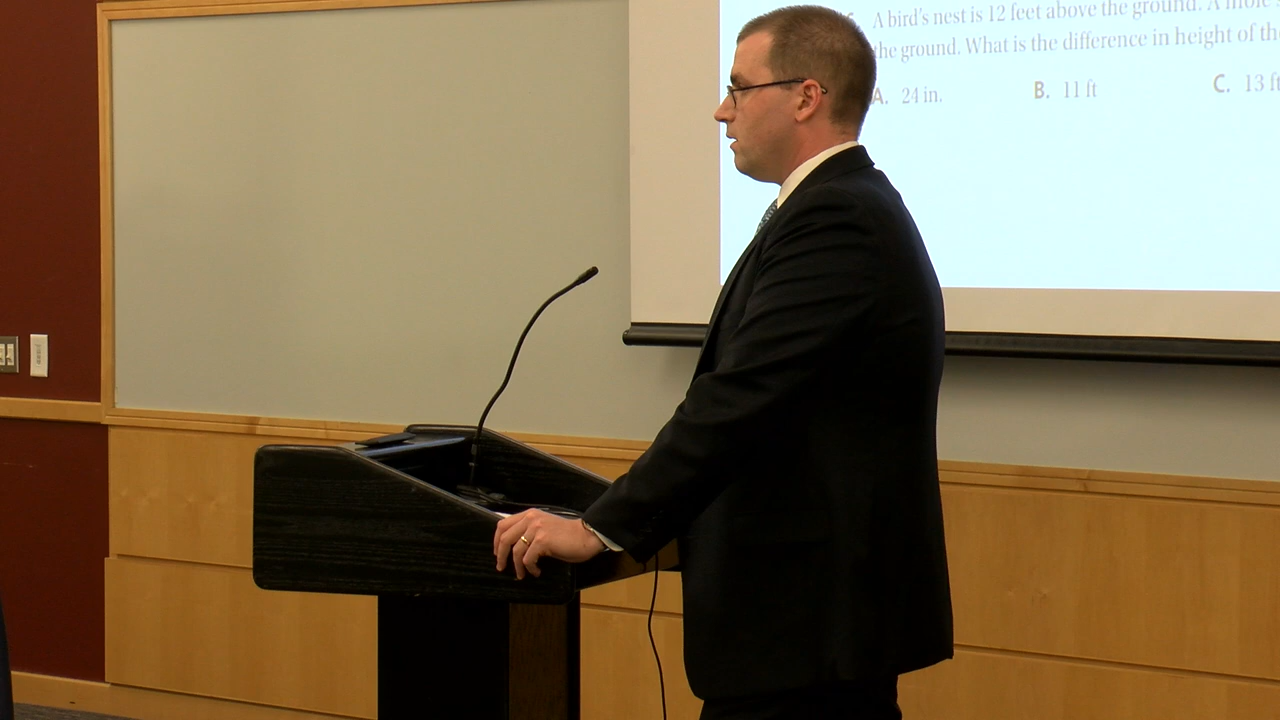 A bird's nest is 12 feet above the ground. A mole
the ground. What is the difference in height of the
A. 24 in. B. 11 ft C. 13 ft